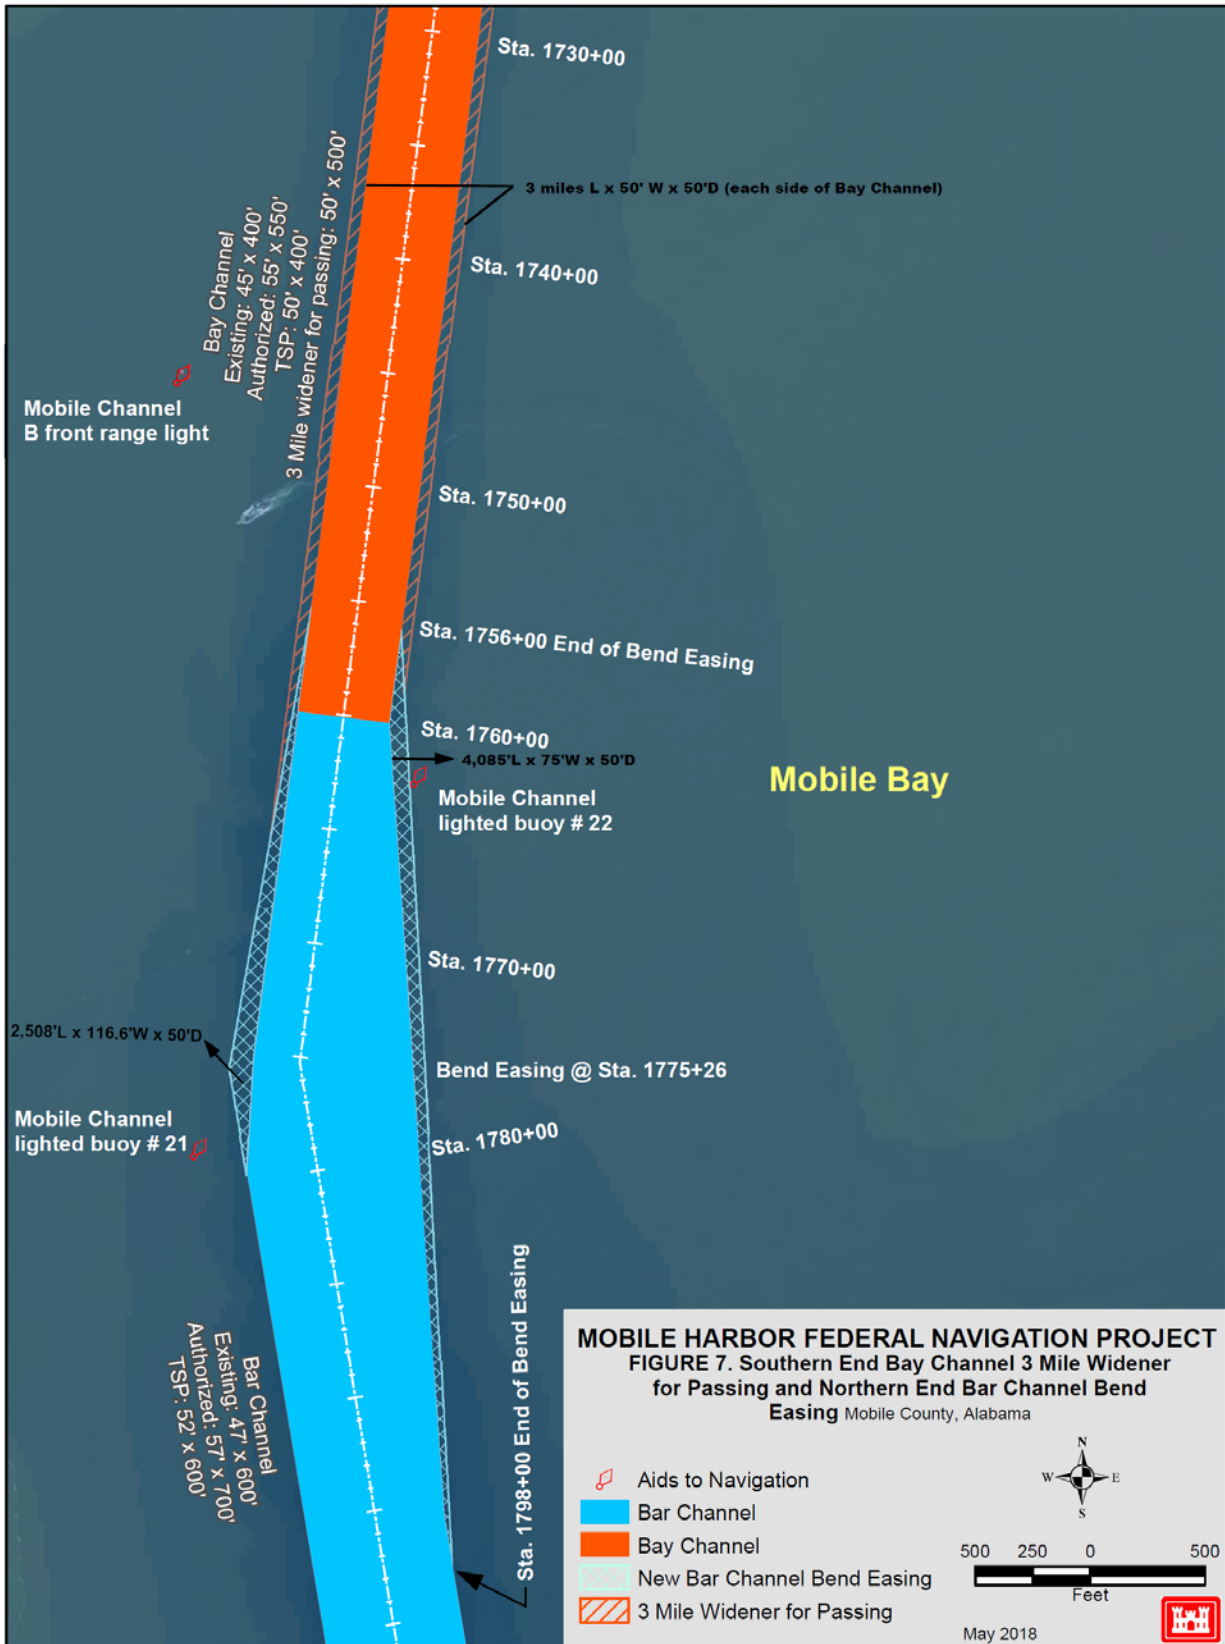 Sta. 1730+00
3 miles L x 50' W x 50'D (each side of Bay Channel)
Sta. 1740+00
Bay Channel
Existing: 45' x 400'
Authorized: 55' x 550'
TSP: 50' x 400'
3 Mile widener for passing: 50' x 500'
Mobile Channel
B front range light
Sta. 1750+00
Sta. 1756+00 End of Bend Easing
Sta. 1760+00
4,085'L x 75'W x 50'D
Mobile Channel
lighted buoy # 22
Mobile Bay
Sta. 1770+00
2,508'L x 116.6'W x 50'D
Bend Easing @ Sta. 1775+26
Mobile Channel
lighted buoy # 21
Sta. 1780+00
Sta. 1798+00 End of Bend Easing
Bar Channel
Existing: 47' x 600'
Authorized: 57' x 700'
TSP: 52' x 600'
MOBILE HARBOR FEDERAL NAVIGATION PROJECT
FIGURE 7. Southern End Bay Channel 3 Mile Widener
for Passing and Northern End Bar Channel Bend
Easing Mobile County, Alabama
Aids to Navigation
Bar Channel
Bay Channel
New Bar Channel Bend Easing
3 Mile Widener for Passing
N
W E
S
500 250 0 500
Feet
May 2018